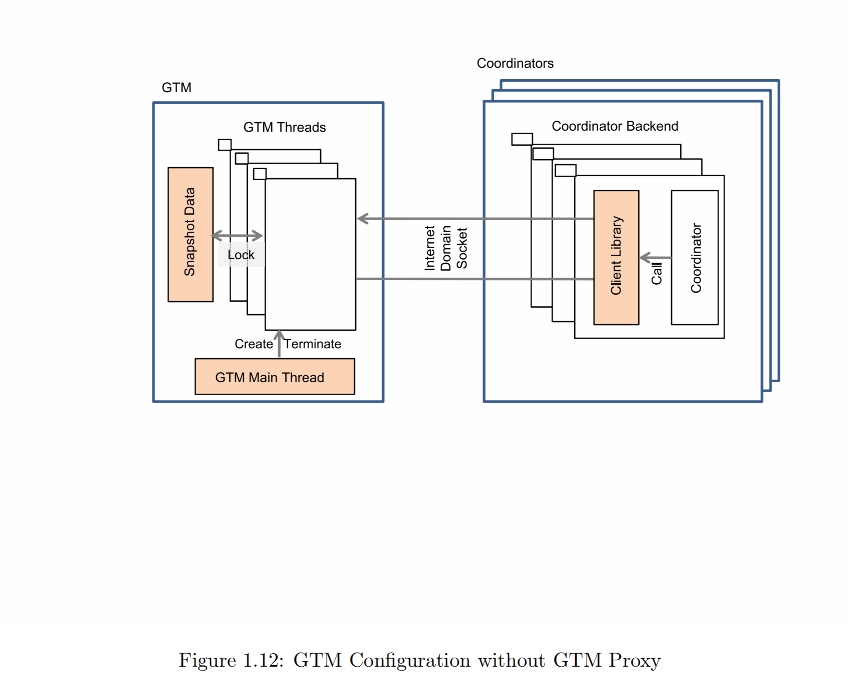 Coordinators
GTM
GTM Threads
Coordinator Backend
Snapshot Data
Lock
Internet
Domain
Socket
Client Library
Call
Coordinator
Create
Terminate
GTM Main Thread
Figure 1.12: GTM Configuration without GTM Proxy